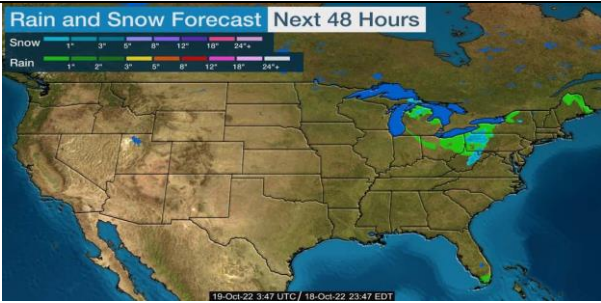 Rain and Snow Forecast Next 48 Hours
Snow 1" 3" 5" 8" 12" 18" 24"+
Rain 1" 2" 3" 5" 8" 12" 18" 24"+
19-Oct-22 3:47 UTC / 18-Oct-22 23:47 EDT